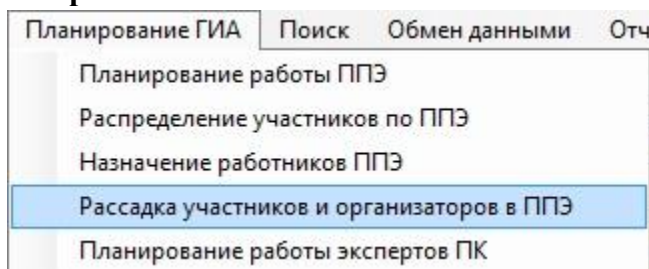 Планирование ГИА Поиск Обмен данными Отч
Планирование работы ППЭ
Распределение участников по ППЭ
Назначение работников ППЭ
Рассадка участников и организаторов в ППЭ
Планирование работы экспертов ПК